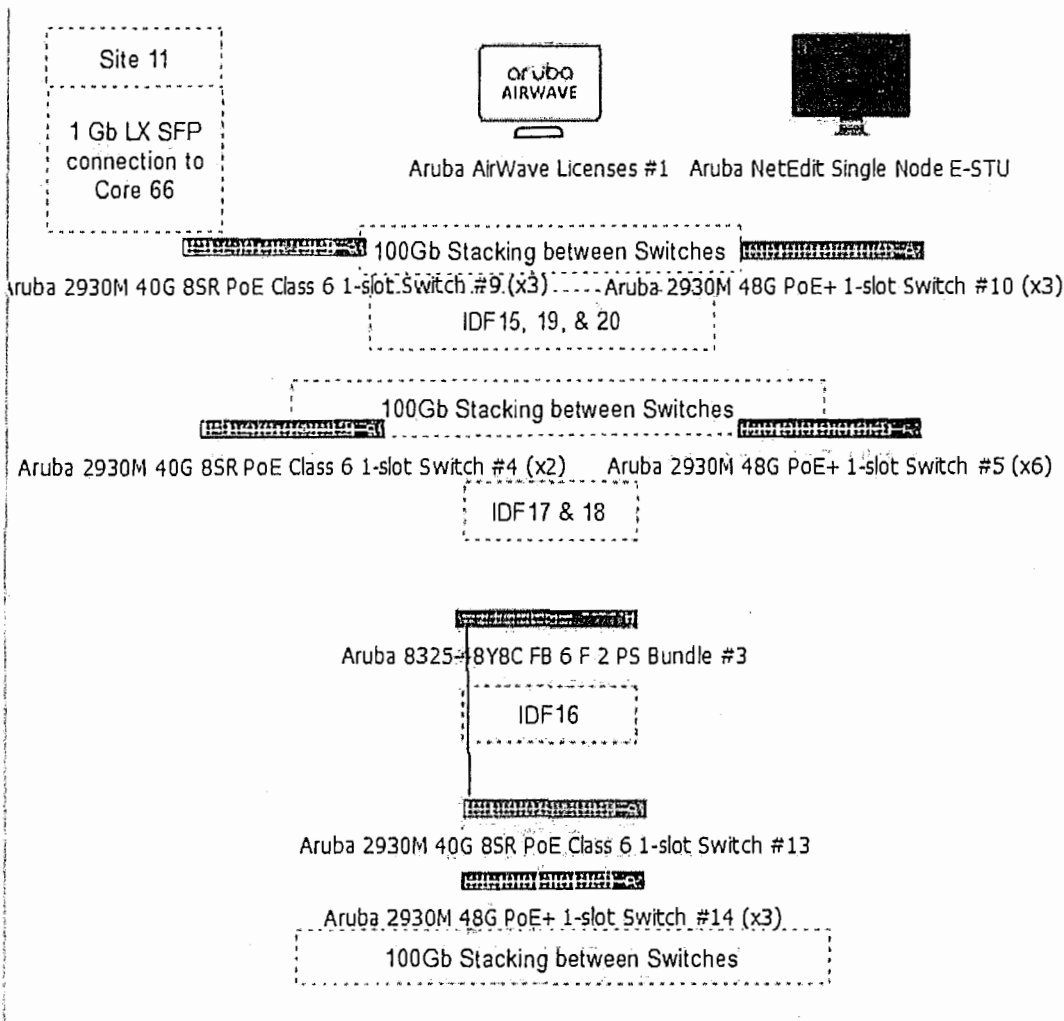 Site 11
1 Gb LX SFP
connection to
Core 66
aruba
AIRWAVE
Aruba AirWave Licenses #1 Aruba NetEdit Single Node E-STU
100Gb Stacking between Switches
Aruba 2930M 40G 8SR PoE Class 6 1-slot Switch #9 (x3) Aruba 2930M 48G PoE+ 1-slot Switch #10 (x3)
IDF15, 19, & 20
100Gb Stacking between Switches
Aruba 2930M 40G 8SR PoE Class 6 1-slot Switch #4 (x2) Aruba 2930M 48G PoE+ 1-slot Switch #5 (x6)
IDF17 & 18
Aruba 8325-48Y8C FB 6 F 2 PS Bundle #3
IDF16
Aruba 2930M 40G 8SR PoE Class 6 1-slot Switch #13
Aruba 2930M 48G PoE+ 1-slot Switch #14 (x3)
100Gb Stacking between Switches